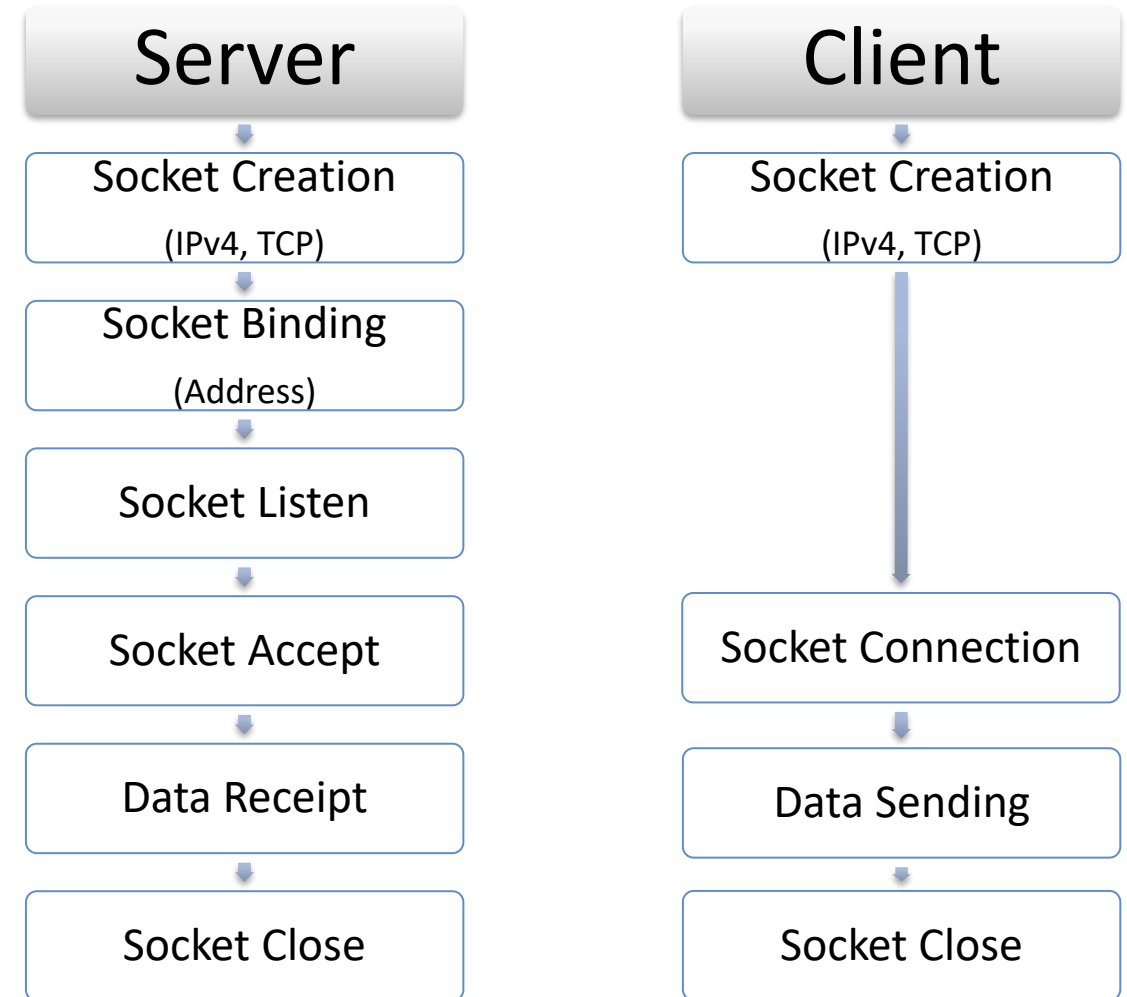 Server
Socket Creation
(IPv4, TCP)
Socket Binding
(Address)
Socket Listen
Socket Accept
Data Receipt
Socket Close
Client
Socket Creation
(IPv4, TCP)
Socket Connection
Data Sending
Socket Close